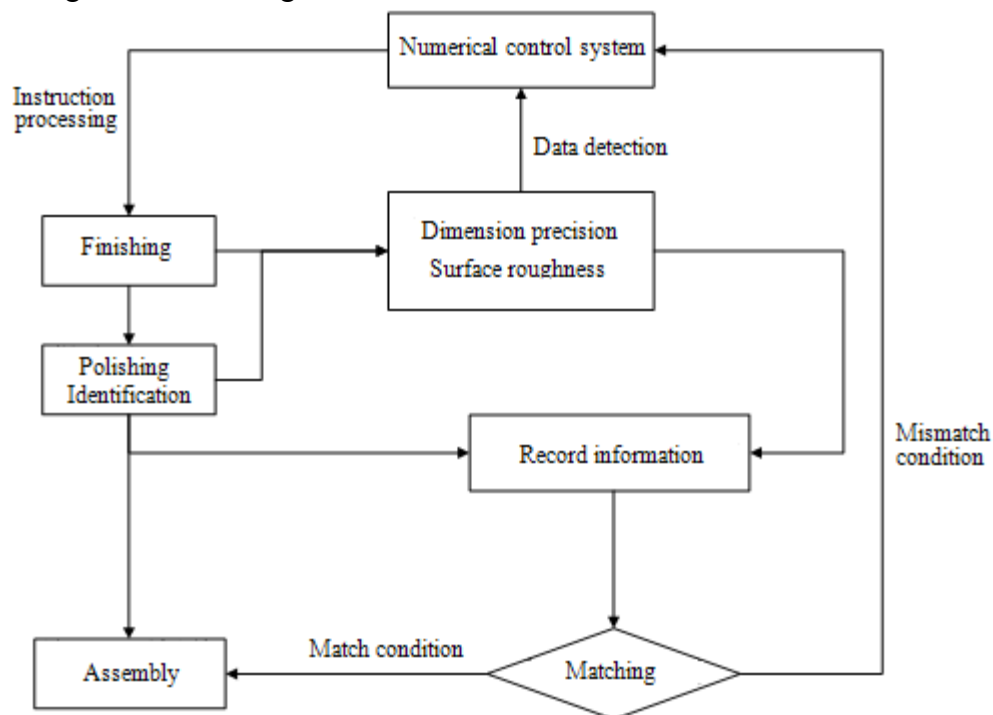 Numerical control system
Instruction
processing
Data detection
Finishing
Dimension precision
Surface roughness
Polishing
Identification
Record information
Mismatch
condition
Match condition
Assembly
Matching